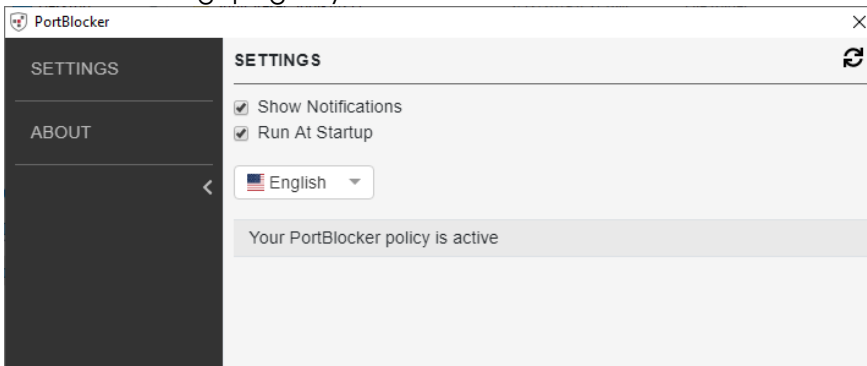 PortBlocker
SETTINGS
ABOUT
SETTINGS
Show Notifications
Run At Startup
English
Your PortBlocker policy is active